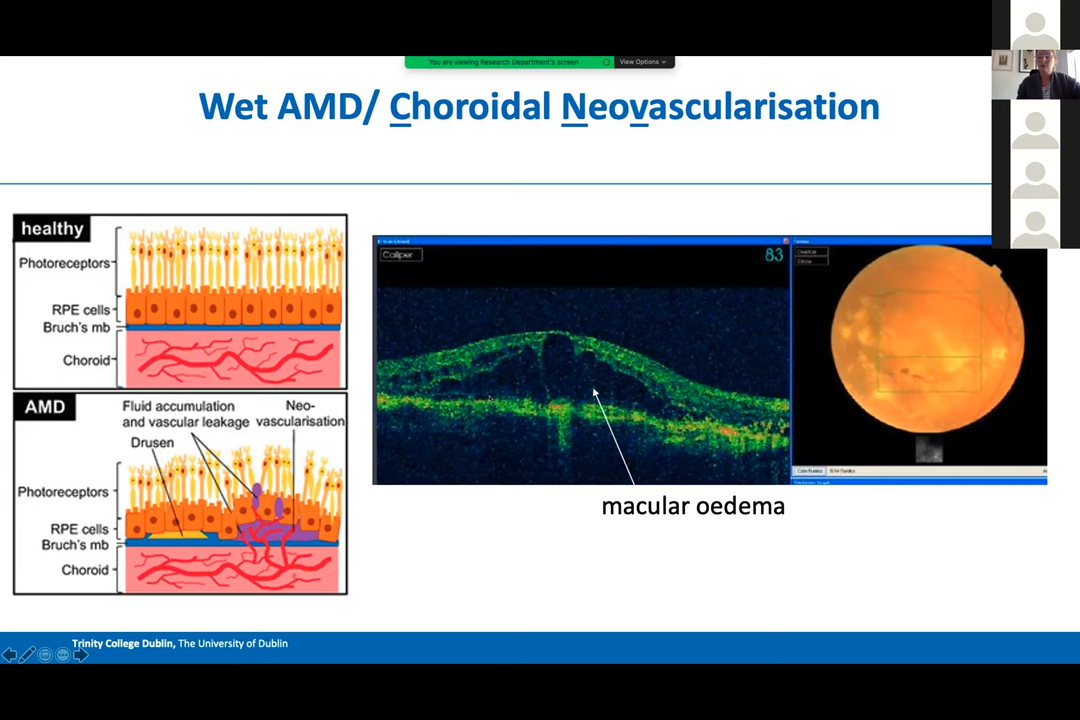 You are viewing Research Department's screen
View Options
Wet AMD/ Choroidal Neovascularisation
healthy
Photoreceptors
RPE cells
Bruch's mb
Choroid
AMD
Fluid accumulation
and vascular leakage
Neo-
vascularisation
Drusen
Photoreceptors
RPE cells
Bruch's mb
Choroid
Caliper
83
macular oedema
Trinity College Dublin, The University of Dublin